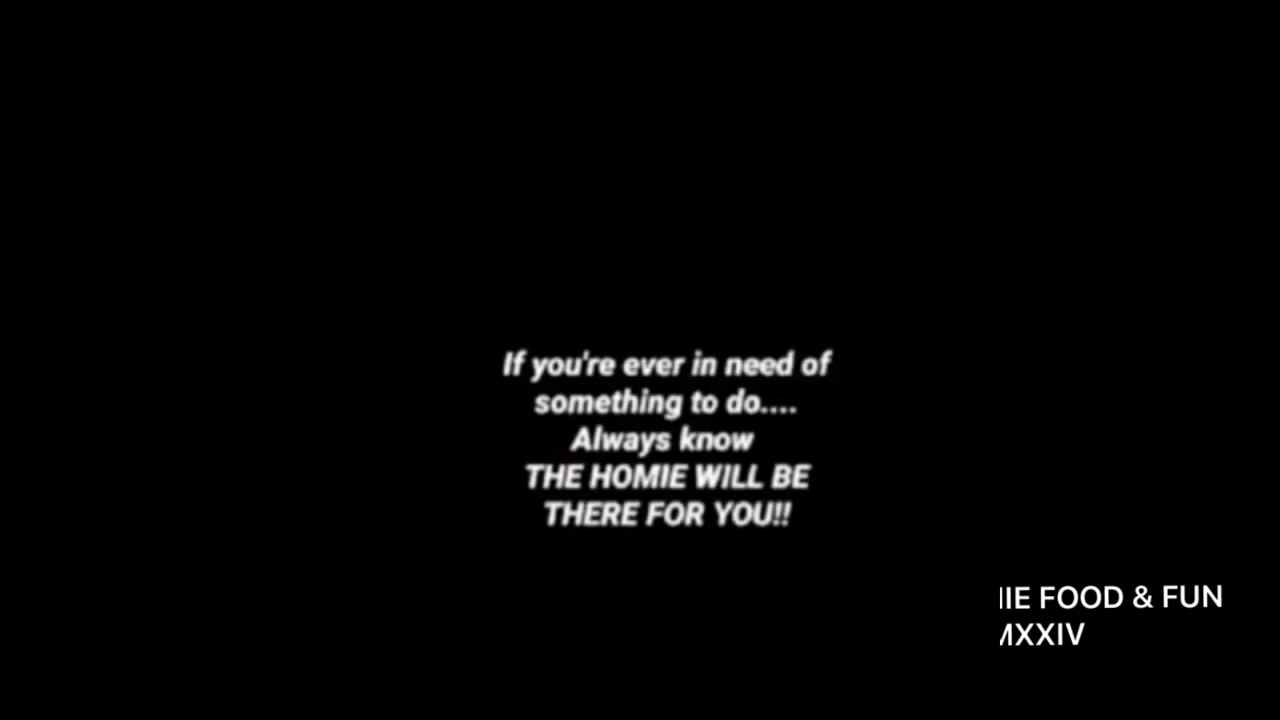 If you're ever in need of
something to do....
Always know
THE HOMIE WILL BE
THERE FOR YOU!!
IIE FOOD & FUN
MXXIV